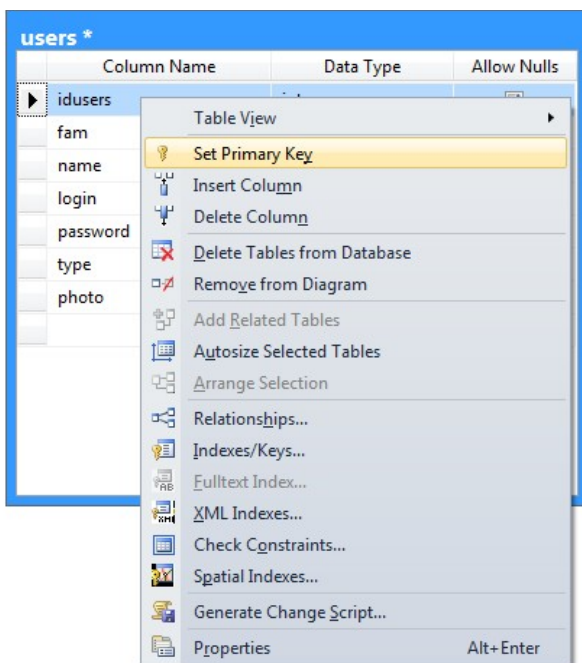 users *
Column Name Data Type Allow Nulls
idusers
fam
name
login
password
type
photo
Table View
Set Primary Key
Insert Column
Delete Column
Delete Tables from Database
Remove from Diagram
Add Related Tables
Autosize Selected Tables
Arrange Selection
Relationships...
Indexes/Keys...
Fulltext Index...
XML Indexes...
Check Constraints...
Spatial Indexes...
Generate Change Script...
Properties Alt+Enter